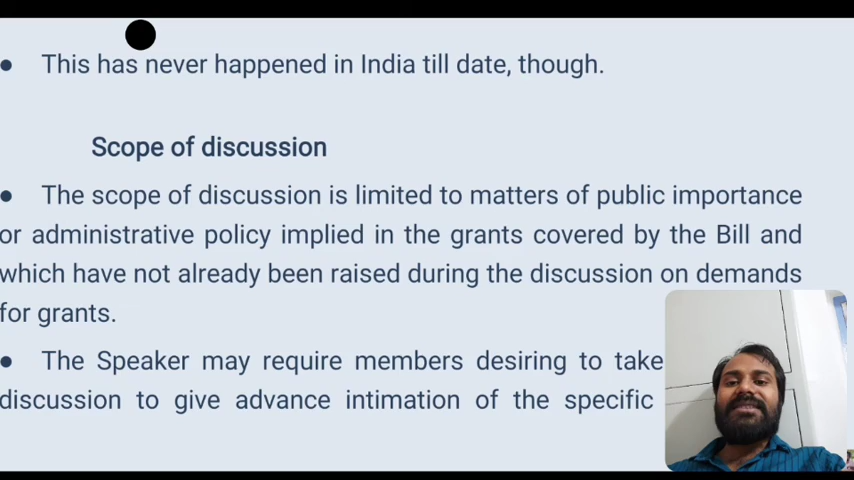 ● This has never happened in India till date, though.
Scope of discussion
● The scope of discussion is limited to matters of public importance
or administrative policy implied in the grants covered by the Bill and
which have not already been raised during the discussion on demands
for grants.
● The Speaker may require members desiring to take
discussion to give advance intimation of the specific